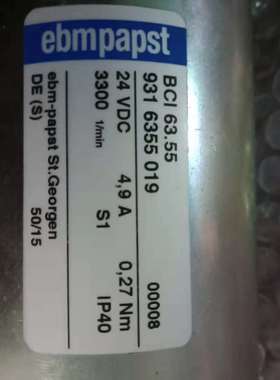 ebmpapst
BCI 63.55 00008
931 6355 019
24 VDC 4,9 A 0,27 Nm
3300 1/min S1 IP40
ebm-papst St.Georgen
DE (S) 50/15